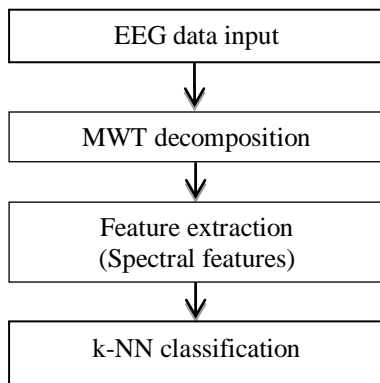 EEG data input
MWT decomposition
Feature extraction
(Spectral features)
k-NN classification